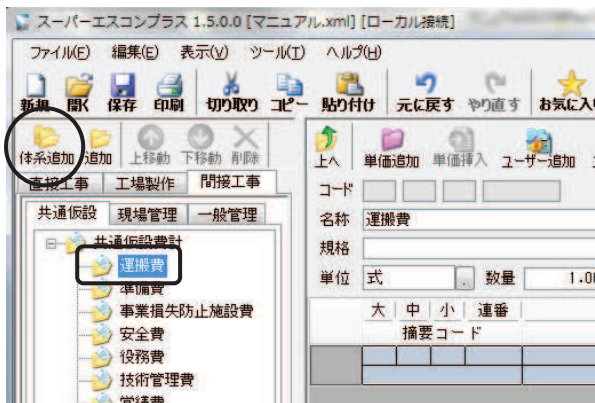 スーパーエスコンプラス 1.5.0.0 [マニュアル.xml] [ローカル接続]
ファイル(F) 編集(E) 表示(V) ツール(T) ヘルプ(H)
新規 開く 保存 印刷 切り取り コピー 貼り付け 元に戻す やり直す お気に入
体系追加 追加 上移動 下移動 削除
上へ 単価追加 単価挿入 ユーザー追加
直接工事 工場製作 間接工事
コード
共通仮設 現場管理 一般管理
名称 運搬費
共通仮設費計
規格
運搬費
単位 式 . 数量 1.00
準備費
事業損失防止施設費
大 中 小 連番
安全費
摘要コード
役務費
技術管理費
営繕費